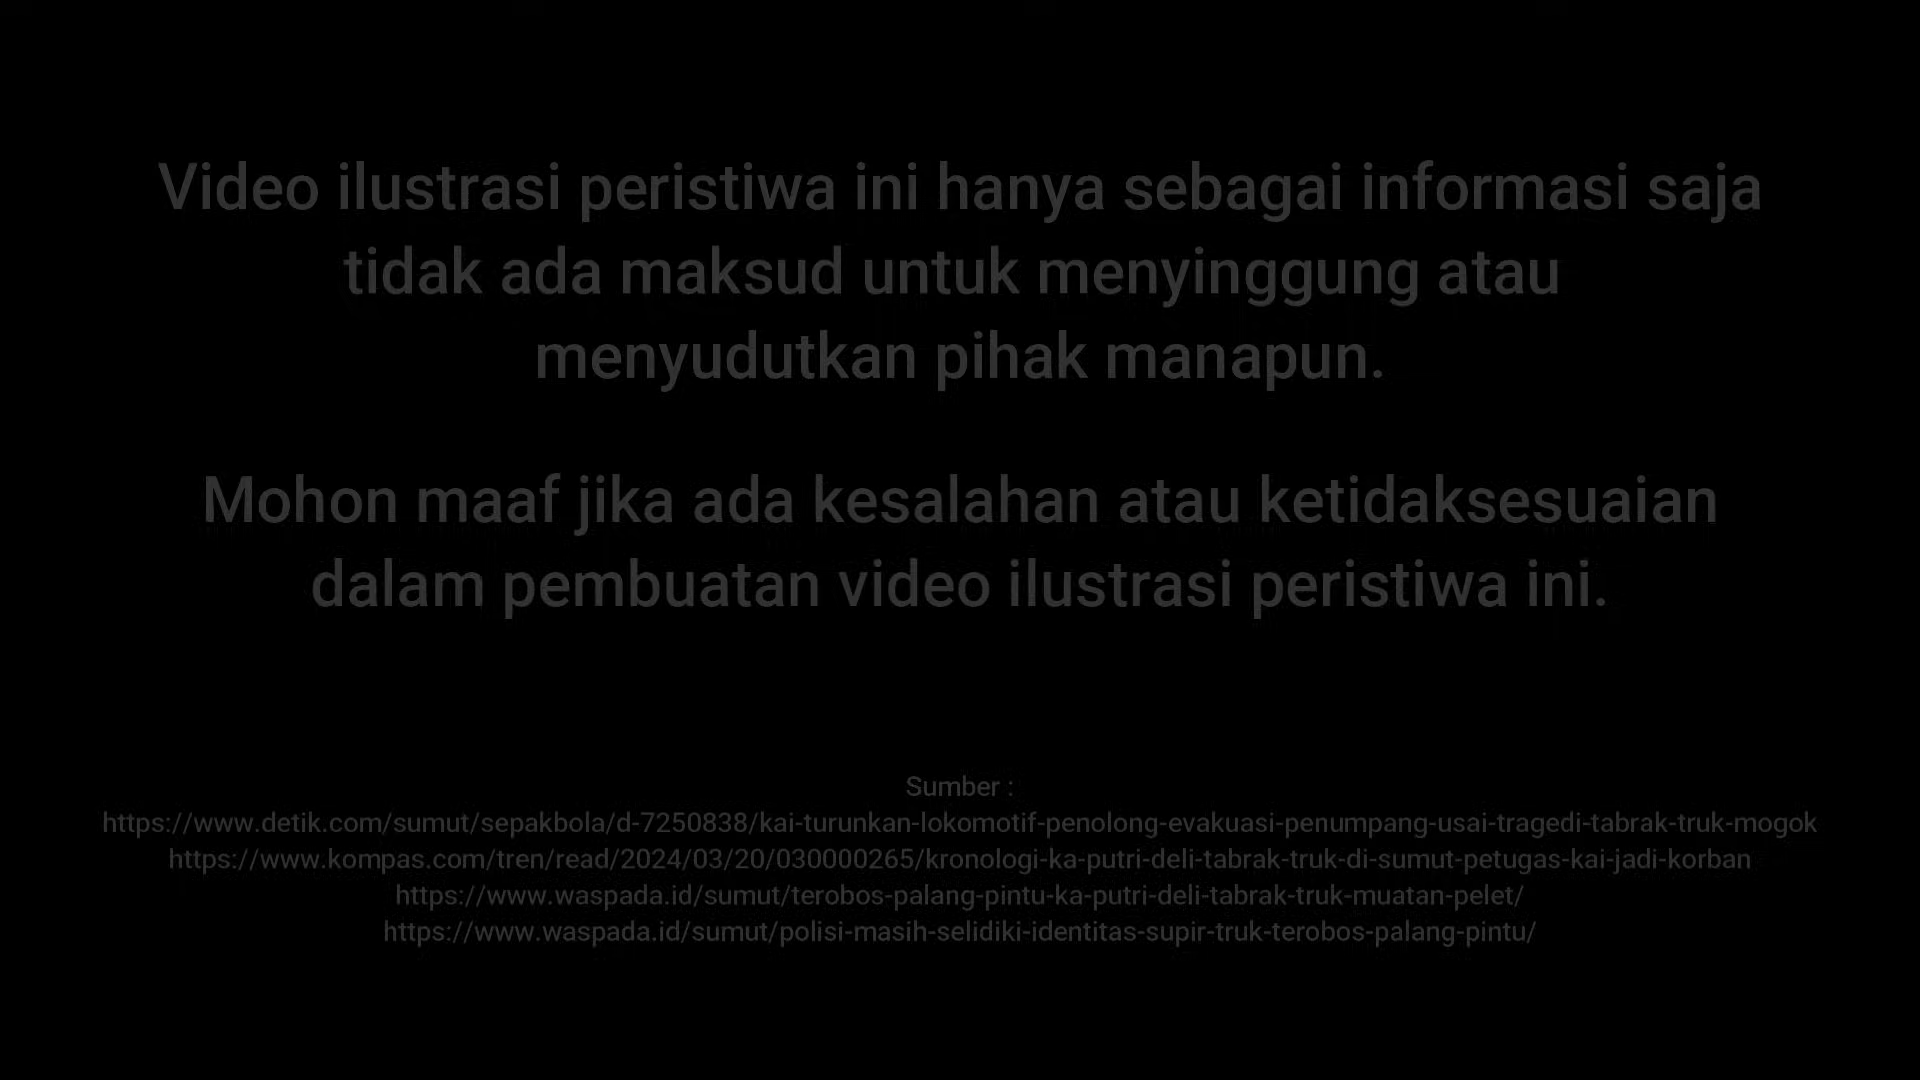 Video ilustrasi peristiwa ini hanya sebagai informasi saja
tidak ada maksud untuk menyinggung atau
menyudutkan pihak manapun.
Mohon maaf jika ada kesalahan atau ketidaksesuaian
dalam pembuatan video ilustrasi peristiwa ini.
Sumber :
https://www.detik.com/sumut/sepakbola/d-7250838/kai-turunkan-lokomotif-penolong-evakuasi-penumpang-usai-tragedi-tabrak-truk-mogok
https://www.kompas.com/tren/read/2024/03/20/030000265/kronologi-ka-putri-deli-tabrak-truk-di-sumut-petugas-kai-jadi-korban
https://www.waspada.id/sumut/terobos-palang-pintu-ka-putri-deli-tabrak-truk-muatan-pelet/
https://www.waspada.id/sumut/polisi-masih-selidiki-identitas-supir-truk-terobos-palang-pintu/